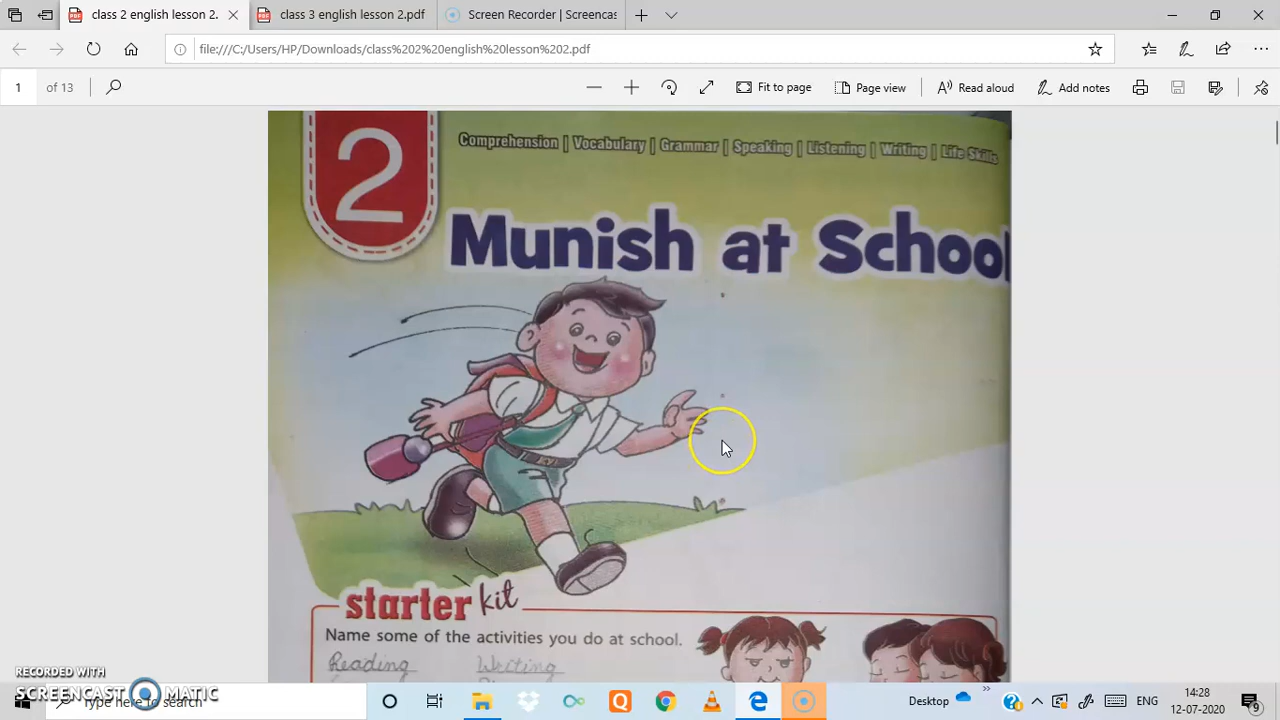 class 2 english lesson 2.
class 3 english lesson 2.pdf
Screen Recorder | Screencas
file:///C:/Users/HP/Downloads/class%202%20english%20lesson%202.pdf
1 of 13
Fit to page
Page view
Read aloud
Add notes
2
Comprehension | Vocabulary | Grammar | Speaking | Listening | Writing | Life Skills
Munish at School
starter kit
Name some of the activities you do at school.
Reading Writing
RECORDED WITH
SCREENCAST MATIC
Type here to search
Desktop
ENG
14:28
12-07-2020
9